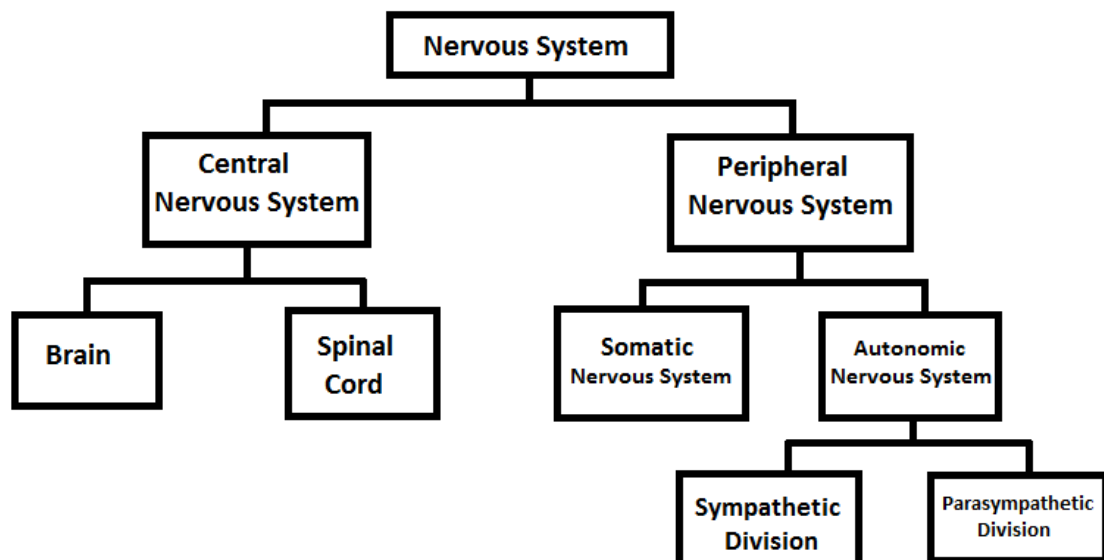 Nervous System
Central
Nervous System
Peripheral
Nervous System
Brain
Spinal
Cord
Somatic
Nervous System
Autonomic
Nervous System
Sympathetic
Division
Parasympathetic
Division